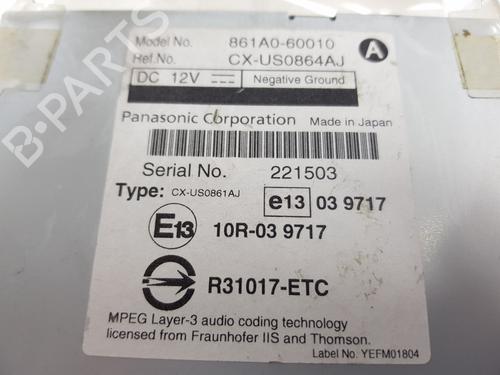 Model No. 861A0-60010 A
Ref.No. CX-US0864AJ
DC 12V Negative Ground
Panasonic Corporation Made in Japan
Serial No. 221503
Type: CX-US0861AJ e13 03 9717
E13 10R-03 9717
R31017-ETC
MPEG Layer-3 audio coding technology
licensed from Fraunhofer IIS and Thomson.
Label No. YEFM01804
B-PARTS